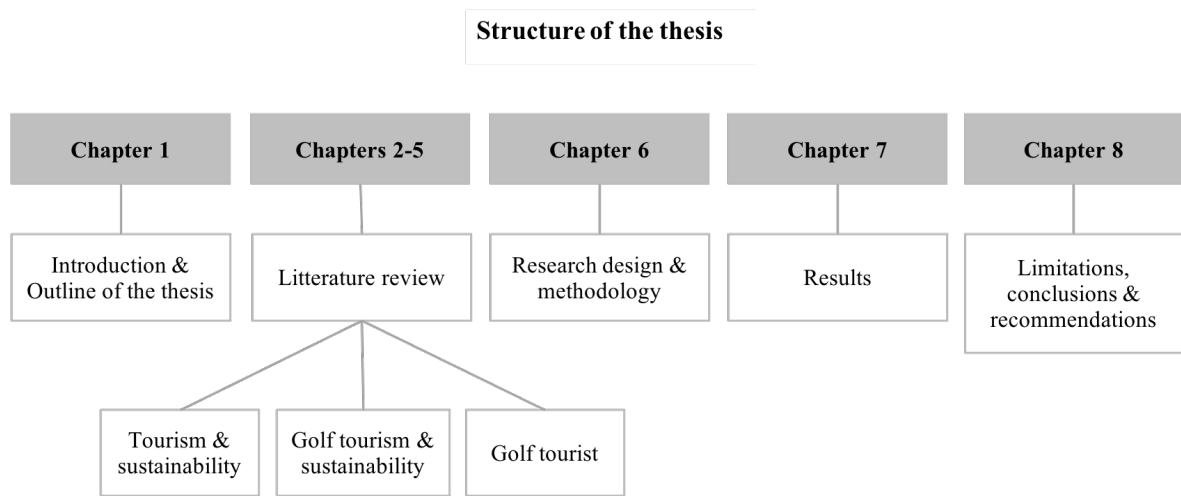 Structure of the thesis
Chapter 1
Chapters 2-5
Chapter 6
Chapter 7
Chapter 8
Introduction &
Outline of the thesis
Litterature review
Research design &
methodology
Results
Limitations,
conclusions &
recommendations
Tourism &
sustainability
Golf tourism &
sustainability
Golf tourist